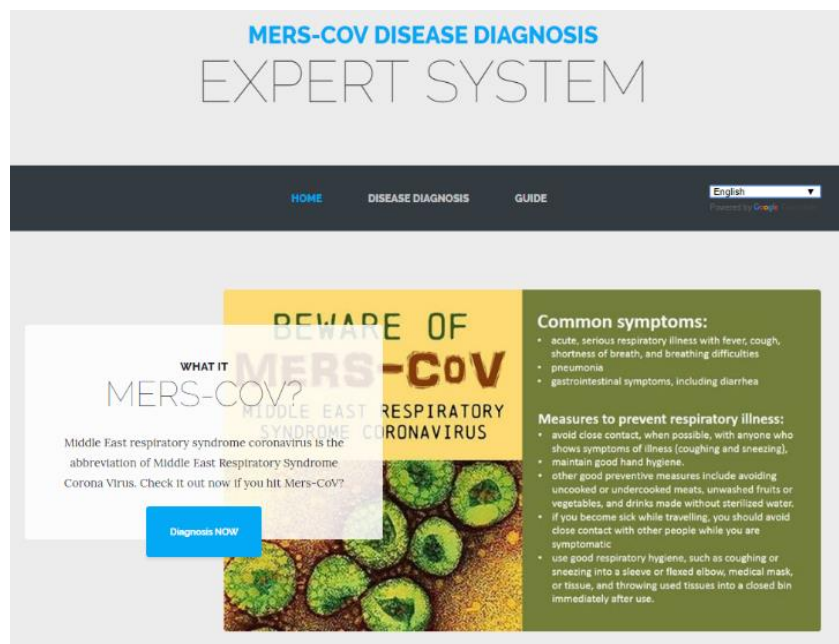 MERS-COV DISEASE DIAGNOSIS
EXPERT SYSTEM
HOME
DISEASE DIAGNOSIS
GUIDE
English
Powered by Google
WHAT IT
MERS-COV?
Middle East respiratory syndrome coronavirus is the
abbreviation of Middle East Respiratory Syndrome
Corona Virus. Check it out now if you hit Mers-CoV?
Diagnosis NOW
BEWARE OF
MERS-CoV
MIDDLE EAST RESPIRATORY
SYNDROME CORONAVIRUS
Common symptoms:
• acute, serious respiratory illness with fever, cough,
shortness of breath, and breathing difficulties
• pneumonia
• gastrointestinal symptoms, including diarrhea
Measures to prevent respiratory illness:
• avoid close contact, when possible, with anyone who
shows symptoms of illness (coughing and sneezing),
• maintain good hand hygiene.
• other good preventive measures include avoiding
uncooked or undercooked meats, unwashed fruits or
vegetables, and drinks made without sterilized water.
• if you become sick while travelling, you should avoid
close contact with other people while you are
symptomatic
• use good respiratory hygiene, such as coughing or
sneezing into a sleeve or flexed elbow, medical mask,
or tissue, and throwing used tissues into a closed bin
immediately after use.